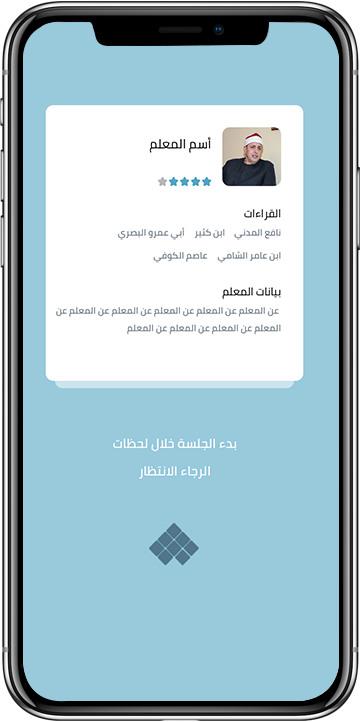 أسم المعلم
القراءات
نافع المدني ابن كثير أبي عمرو البصري
ابن عامر الشامي عاصم الكوفي
بيانات المعلم
عن المعلم عن المعلم عن المعلم عن المعلم عن المعلم عن
المعلم عن المعلم عن المعلم عن المعلم
بدء الجلسة خلال لحظات
الرجاء الانتظار